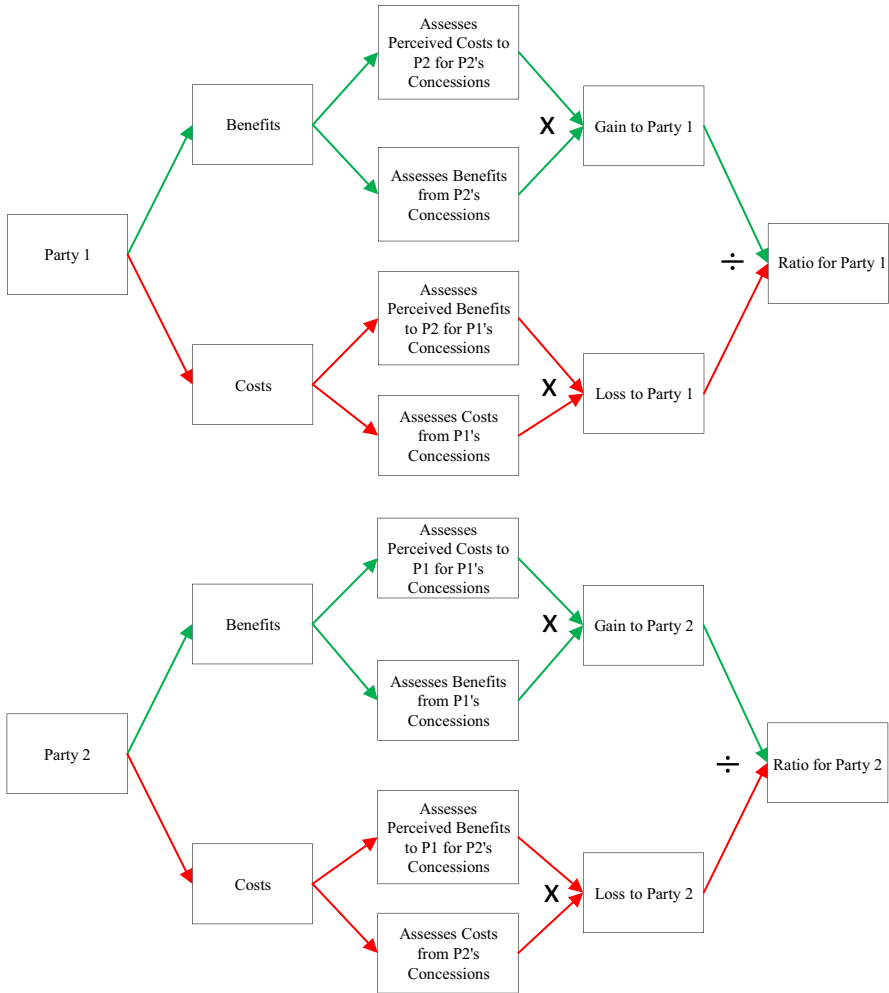 Assesses
Perceived Costs to
P2 for P2's
Concessions
Benefits
X
Gain to Party 1
Assesses Benefits
from P2's
Concessions
Party 1
÷
Ratio for Party 1
Assesses
Perceived Benefits
to P2 for P1's
Concessions
Costs
X
Loss to Party 1
Assesses Costs
from P1's
Concessions
Assesses
Perceived Costs to
P1 for P1's
Concessions
Benefits
X
Gain to Party 2
Assesses Benefits
from P1's
Concessions
Party 2
÷
Ratio for Party 2
Assesses
Perceived Benefits
to P1 for P2's
Concessions
Costs
X
Loss to Party 2
Assesses Costs
from P2's
Concessions